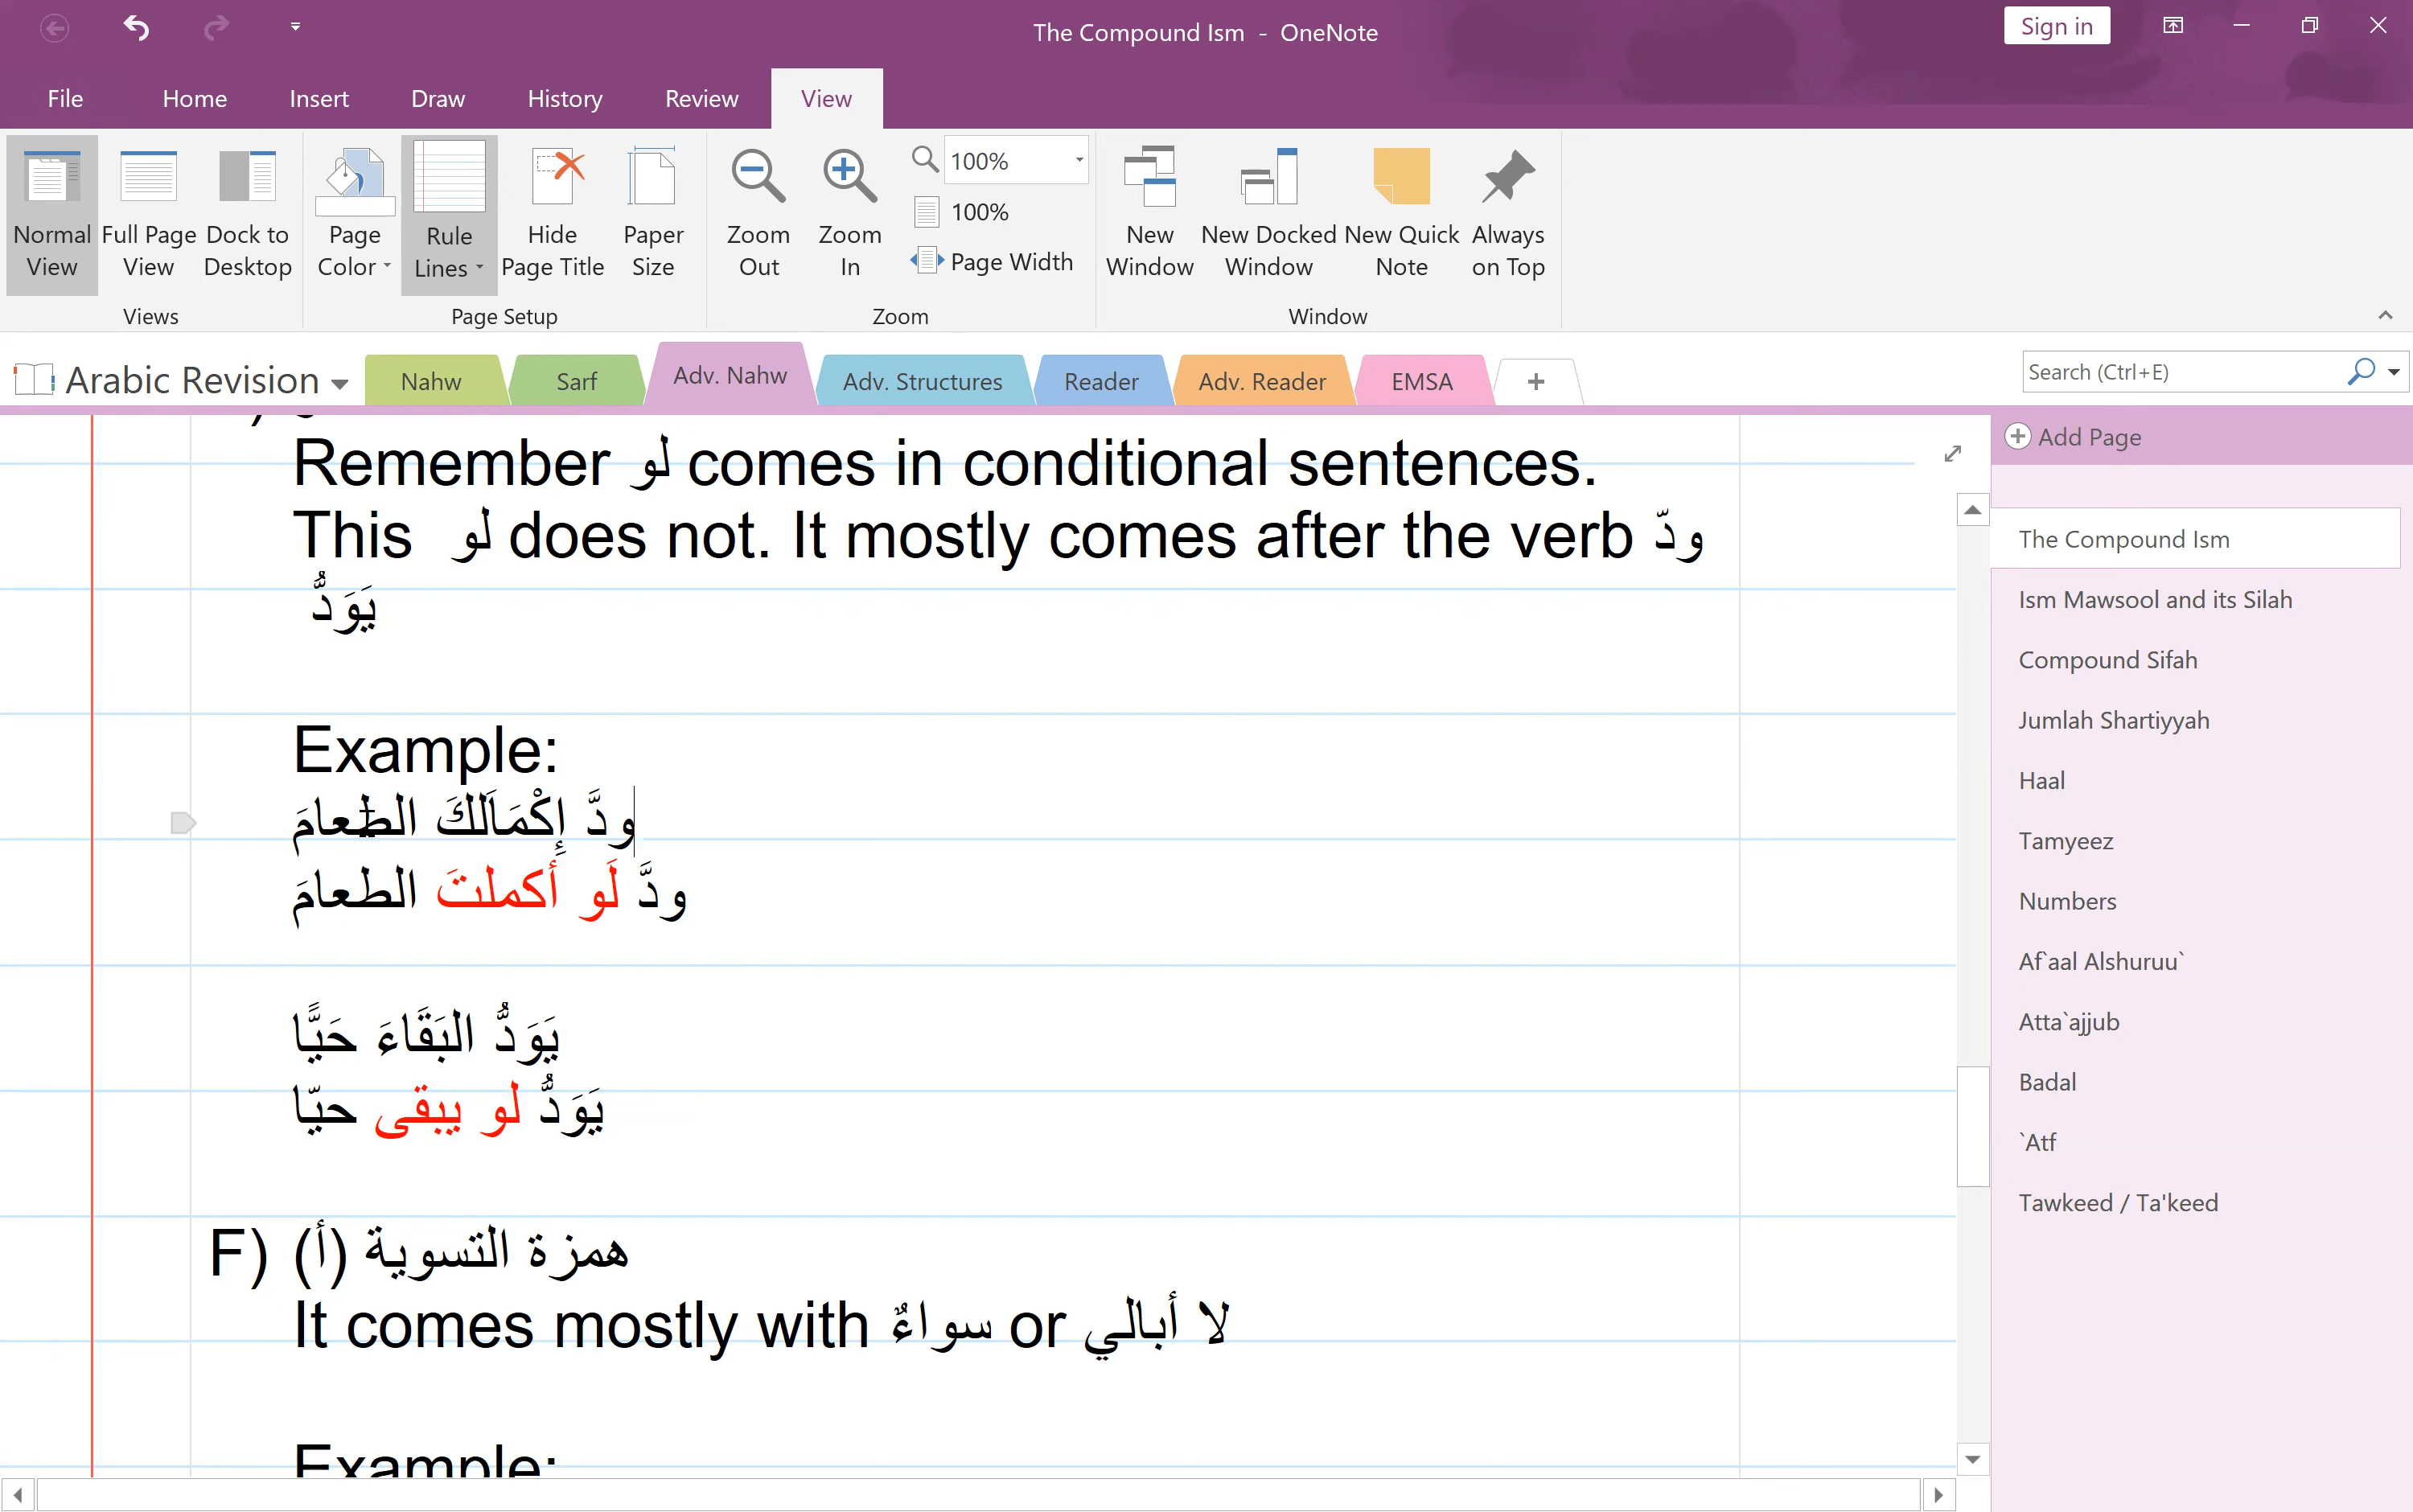 The Compound Ism - OneNote
Sign in
File Home Insert Draw History Review View
Normal View
Full Page View
Dock to Desktop
Page Color
Rule Lines
Hide Page Title
Paper Size
Zoom Out
Zoom In
100%
100%
Page Width
New Window
New Docked Window
New Quick Note
Always on Top
Views
Page Setup
Zoom
Window
Arabic Revision
Nahw
Sarf
Adv. Nahw
Adv. Structures
Reader
Adv. Reader
EMSA
Search (Ctrl+E)
Remember لو comes in conditional sentences.
This لو does not. It mostly comes after the verb ودّ
يَوَدُّ
Example:
ودَّ إِكْمَالَكَ الطعامَ
ودَّ لَو أكملتَ الطعامَ
يَوَدُّ البَقَاءَ حَيًّا
يَوَدُّ لو يبقى حيّا
F) همزة التسوية (أ)
It comes mostly with سواءٌ or لا أبالي
Example:
Add Page
The Compound Ism
Ism Mawsool and its Silah
Compound Sifah
Jumlah Shartiyyah
Haal
Tamyeez
Numbers
Af`aal Alshuruu`
Atta`ajjub
Badal
`Atf
Tawkeed / Ta'keed